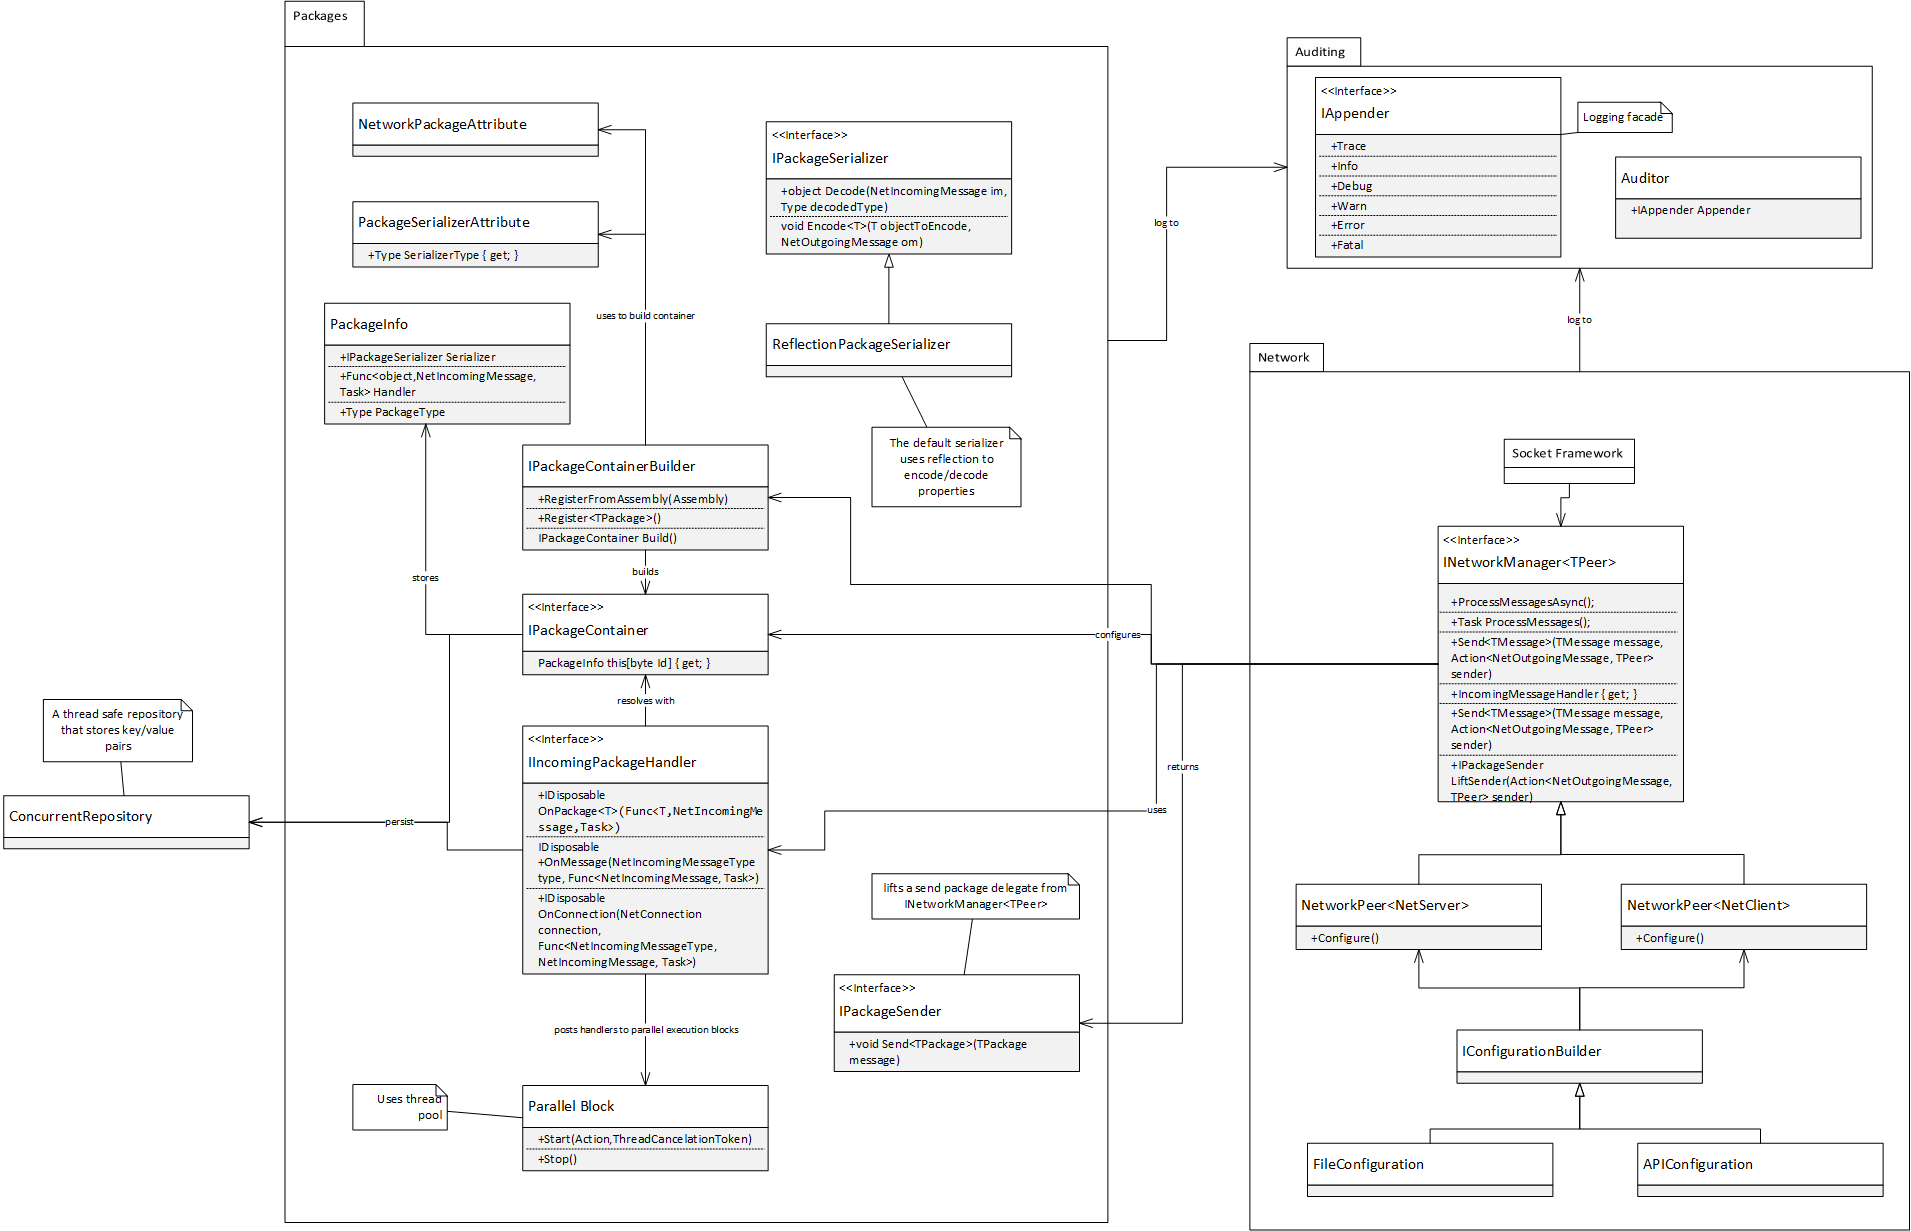 Packages
NetworkPackageAttribute
PackageSerializerAttribute
+Type SerializerType { get; }
<<Interface>>
IPackageSerializer
+object Decode(NetIncomingMessage im,
Type decodedType)
void Encode<T>(T objectToEncode,
NetOutgoingMessage om)
uses to build container
PackageInfo
+IPackageSerializer Serializer
+Func<object,NetIncomingMessage,
Task> Handler
+Type PackageType
ReflectionPackageSerializer
The default serializer
uses reflection to
encode/decode
properties
IPackageContainerBuilder
+RegisterFromAssembly(Assembly)
+Register<TPackage>()
IPackageContainer Build()
stores
builds
<<Interface>>
IPackageContainer
PackageInfo this[byte Id] { get; }
configures
resolves with
A thread safe repository
that stores key/value
pairs
ConcurrentRepository
persist
<<Interface>>
IIncomingPackageHandler
+IDisposable
OnPackage<T>(Func<T,NetIncomingMe
ssage,Task>)
IDisposable
+OnMessage(NetIncomingMessageType
type, Func<NetIncomingMessage, Task>)
+IDisposable
OnConnection(NetConnection
connection,
Func<NetIncomingMessageType,
NetIncomingMessage, Task>)
returns
uses
lifts a send package delegate from
INetworkManager<TPeer>
<<Interface>>
IPackageSender
+void Send<TPackage>(TPackage
message)
posts handlers to parallel execution blocks
Uses thread
pool
Parallel Block
+Start(Action,ThreadCancelationToken)
+Stop()
log to
Auditing
<<Interface>>
IAppender
+Trace
+Info
+Debug
+Warn
+Error
+Fatal
Logging facade
Auditor
+IAppender Appender
log to
Network
Socket Framework
<<Interface>>
INetworkManager<TPeer>
+ProcessMessagesAsync();
+Task ProcessMessages();
+Send<TMessage>(TMessage message,
Action<NetOutgoingMessage, TPeer>
sender)
+IncomingMessageHandler { get; }
+Send<TMessage>(TMessage message,
Action<NetOutgoingMessage, TPeer>
sender)
+IPackageSender
LiftSender(Action<NetOutgoingMessage,
TPeer> sender)
NetworkPeer<NetServer>
+Configure()
NetworkPeer<NetClient>
+Configure()
IConfigurationBuilder
FileConfiguration
APIConfiguration